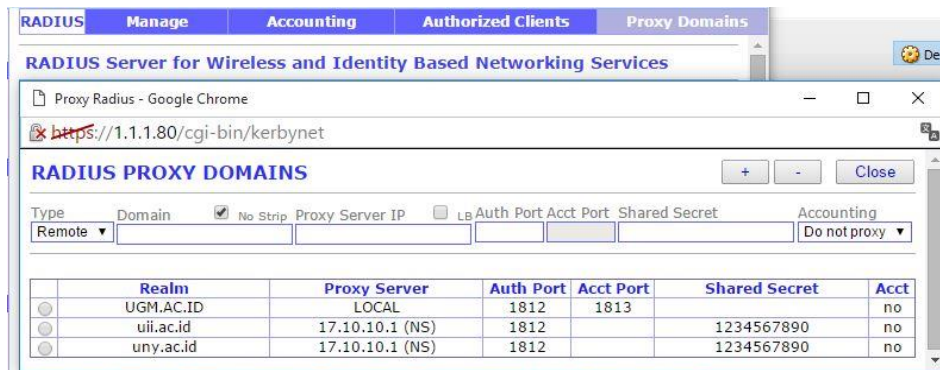 RADIUS Manage Accounting Authorized Clients Proxy Domains
RADIUS Server for Wireless and Identity Based Networking Services
De
Proxy Radius - Google Chrome
https://1.1.1.80/cgi-bin/kerbynet
RADIUS PROXY DOMAINS + - Close
Type Domain No Strip Proxy Server IP LB Auth Port Acct Port Shared Secret Accounting
Remote Do not proxy
Realm Proxy Server Auth Port Acct Port Shared Secret Acct
UGM.AC.ID LOCAL 1812 1813 no
uii.ac.id 17.10.10.1 (NS) 1812 1234567890 no
uny.ac.id 17.10.10.1 (NS) 1812 1234567890 no